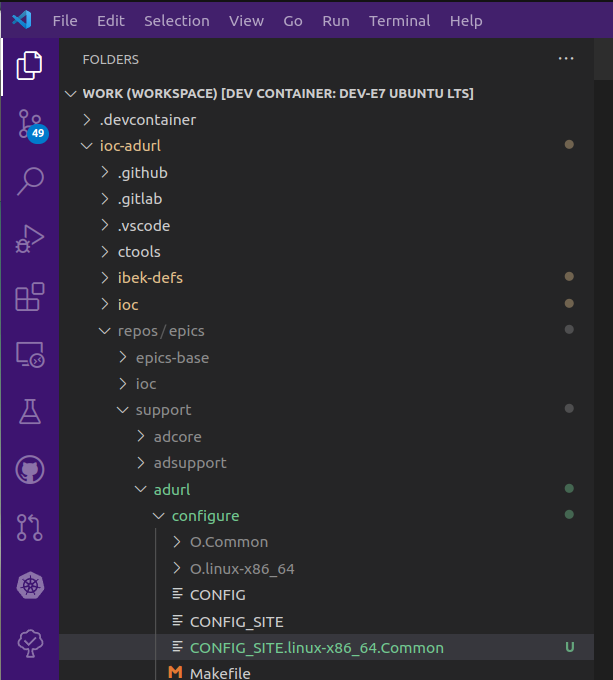 File Edit Selection View Go Run Terminal Help
FOLDERS
WORK (WORKSPACE) [DEV CONTAINER: DEV-E7 UBUNTU LTS]
.devcontainer
49
ioc-adurl
.github
.gitlab
.vscode
ctools
ibek-defs
ioc
repos/epics
epics-base
ioc
support
adcore
adsupport
adurl
configure
O.Common
O.linux-x86_64
CONFIG
CONFIG_SITE
CONFIG_SITE.linux-x86_64.Common U
Makefile